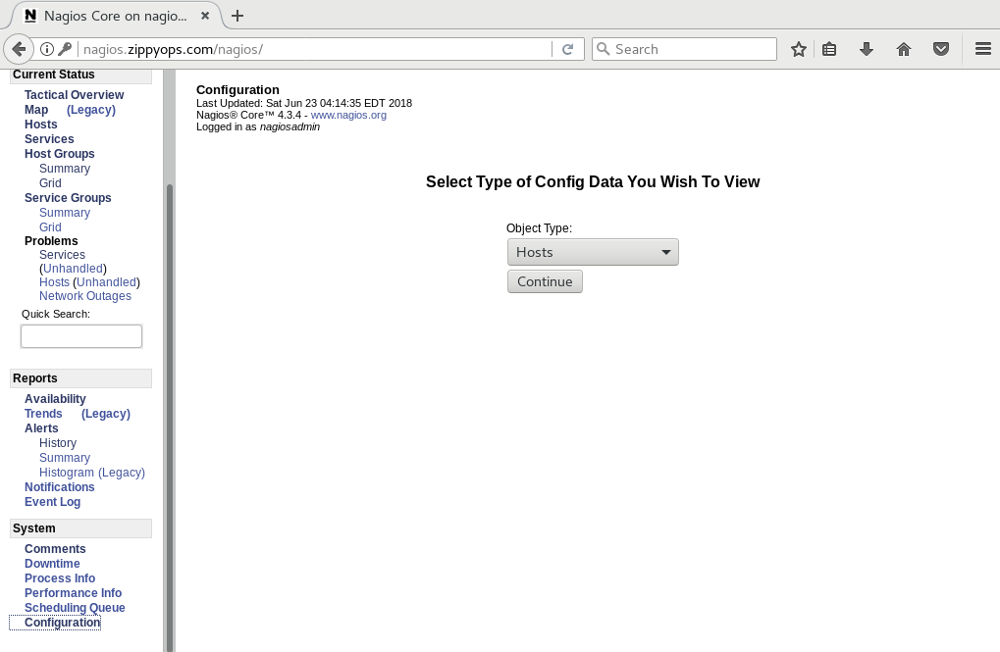 Nagios Core on nagio...
nagios.zippyops.com/nagios/
Search
Current Status
Tactical Overview
Map (Legacy)
Hosts
Services
Host Groups
Summary
Grid
Service Groups
Summary
Grid
Problems
Services
(Unhandled)
Hosts (Unhandled)
Network Outages
Quick Search:
Reports
Availability
Trends (Legacy)
Alerts
History
Summary
Histogram (Legacy)
Notifications
Event Log
System
Comments
Downtime
Process Info
Performance Info
Scheduling Queue
Configuration
Configuration
Last Updated: Sat Jun 23 04:14:35 EDT 2018
Nagios® Core™ 4.3.4 - www.nagios.org
Logged in as nagiosadmin
Select Type of Config Data You Wish To View
Object Type:
Hosts
Continue